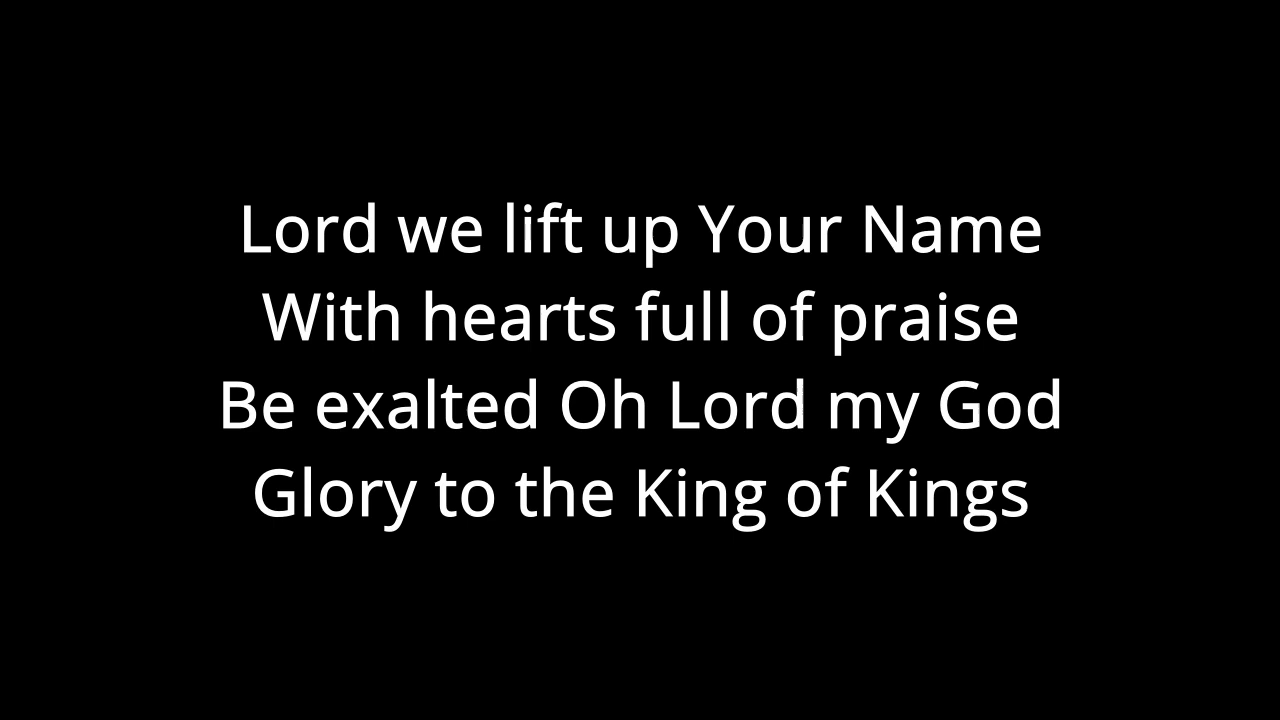 Lord we lift up Your Name
With hearts full of praise
Be exalted Oh Lord my God
Glory to the King of Kings